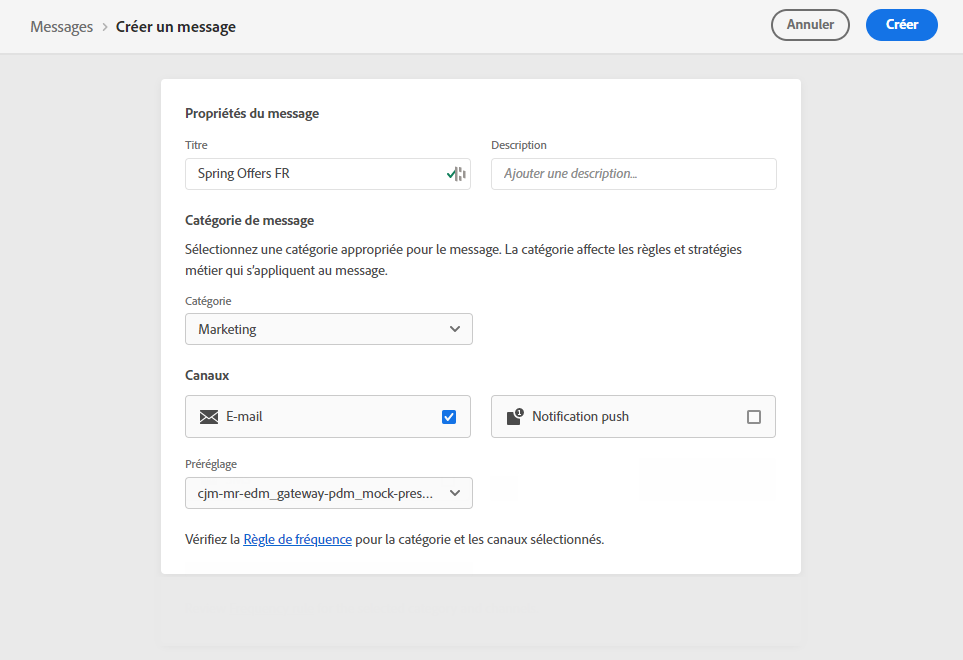 Messages > Créer un message
Annuler
Créer
Propriétés du message
Titre
Description
Spring Offers FR
Ajouter une description...
Catégorie de message
Sélectionnez une catégorie appropriée pour le message. La catégorie affecte les règles et stratégies
métier qui s'appliquent au message.
Catégorie
Marketing
Canaux
E-mail
1
Notification push
Préréglage
cjm-mr-edm_gateway-pdm_mock-pres...
Vérifiez la Règle de fréquence pour la catégorie et les canaux sélectionnés.